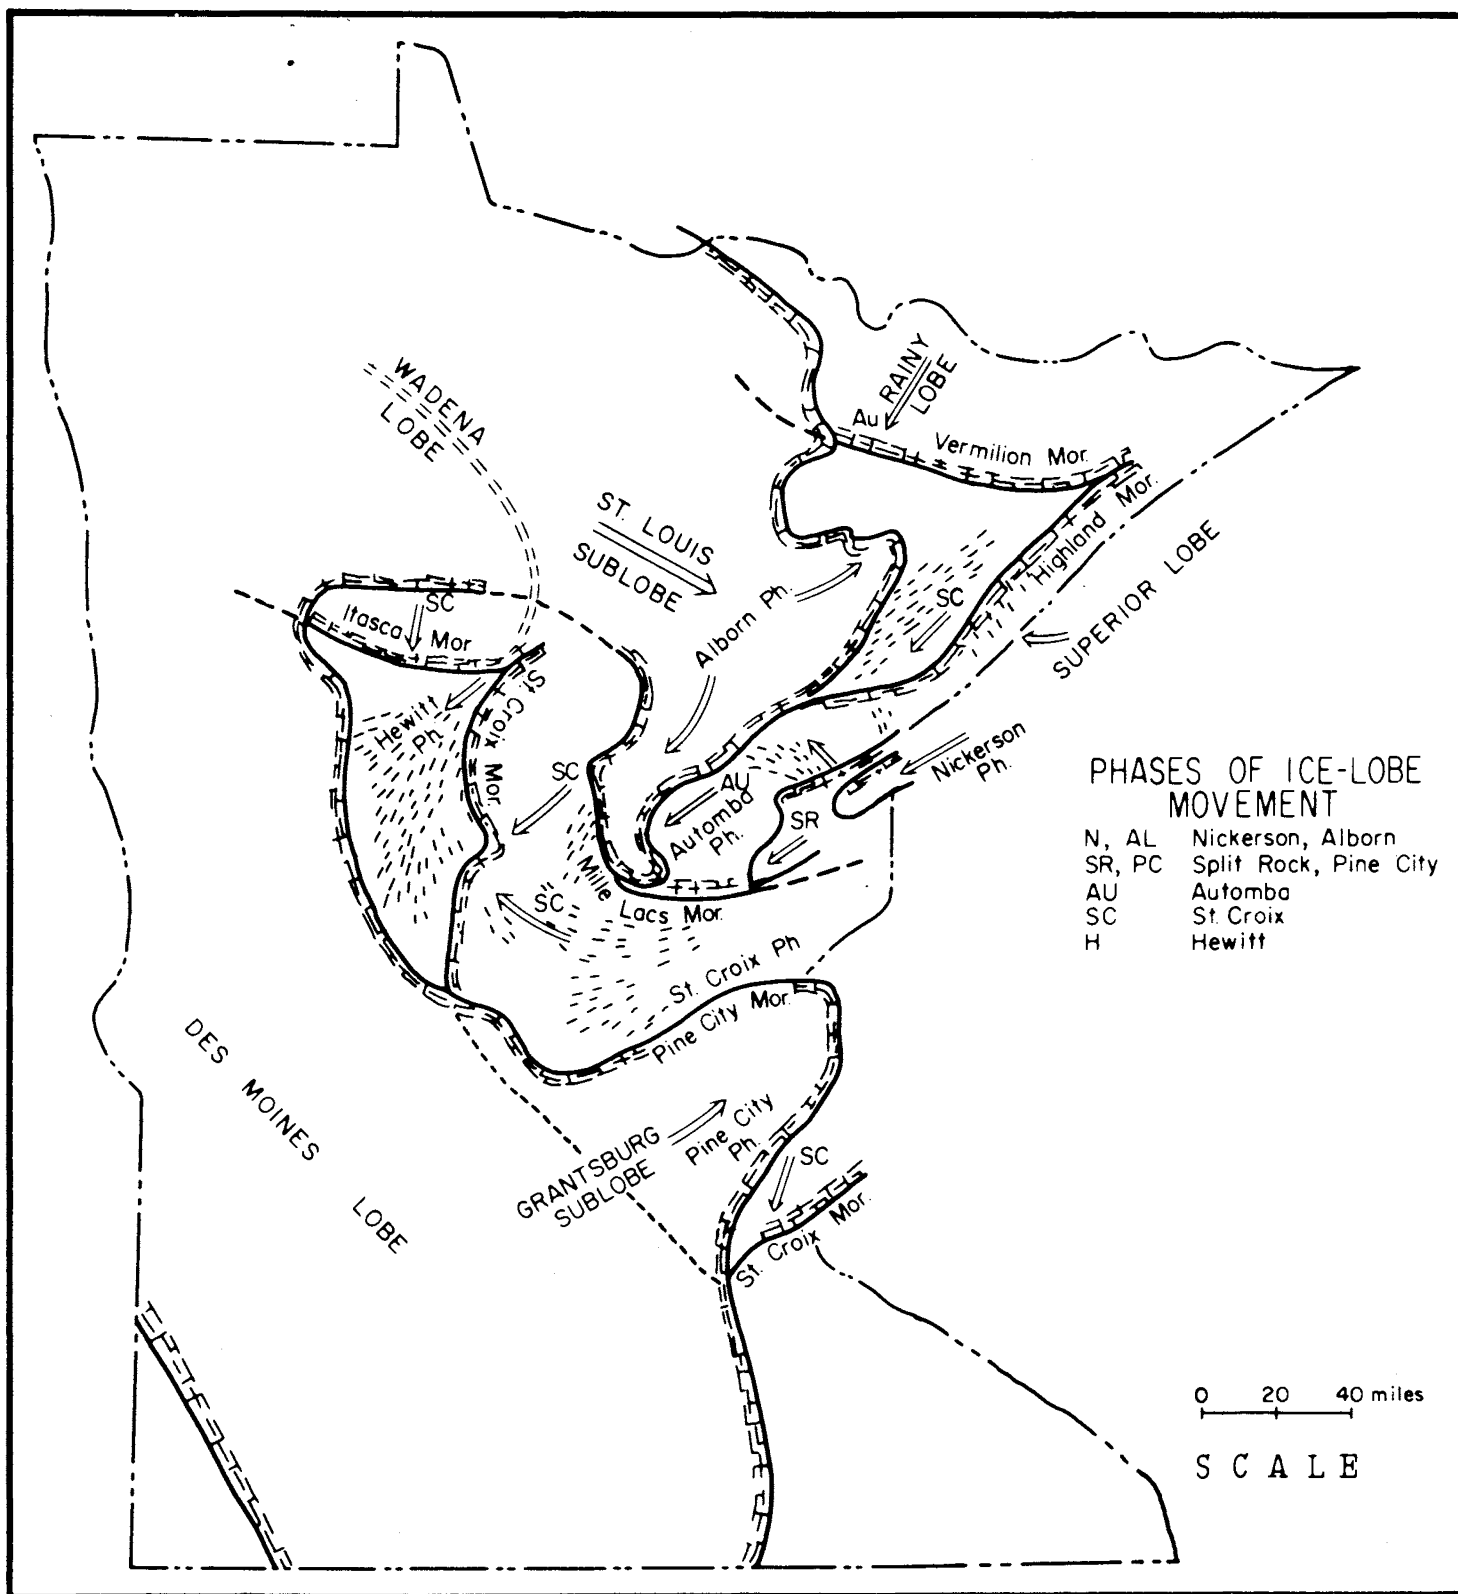 WADENA
LOBE
RAINY
LOBE
Au
Vermilion Mor.
Highland Mor.
ST. LOUIS
SUBLOBE
SUPERIOR LOBE
SC
Alborn Ph.
SC
Itasca
Mor
St. Croix Mor.
Hewitt
Ph.
SC
Nickerson
Ph.
AU
Automba
Ph.
SR
Mille
Lacs Mor.
SC
St. Croix Ph
Pine City Mor.
DES MOINES
LOBE
GRANTSBURG
SUBLOBE
Pine City
Ph.
SC
St. Croix Mor.
PHASES OF ICE-LOBE
MOVEMENT
N, AL Nickerson, Alborn
SR, PC Split Rock, Pine City
AU Automba
SC St. Croix
H Hewitt
0 20 40 miles
SCALE